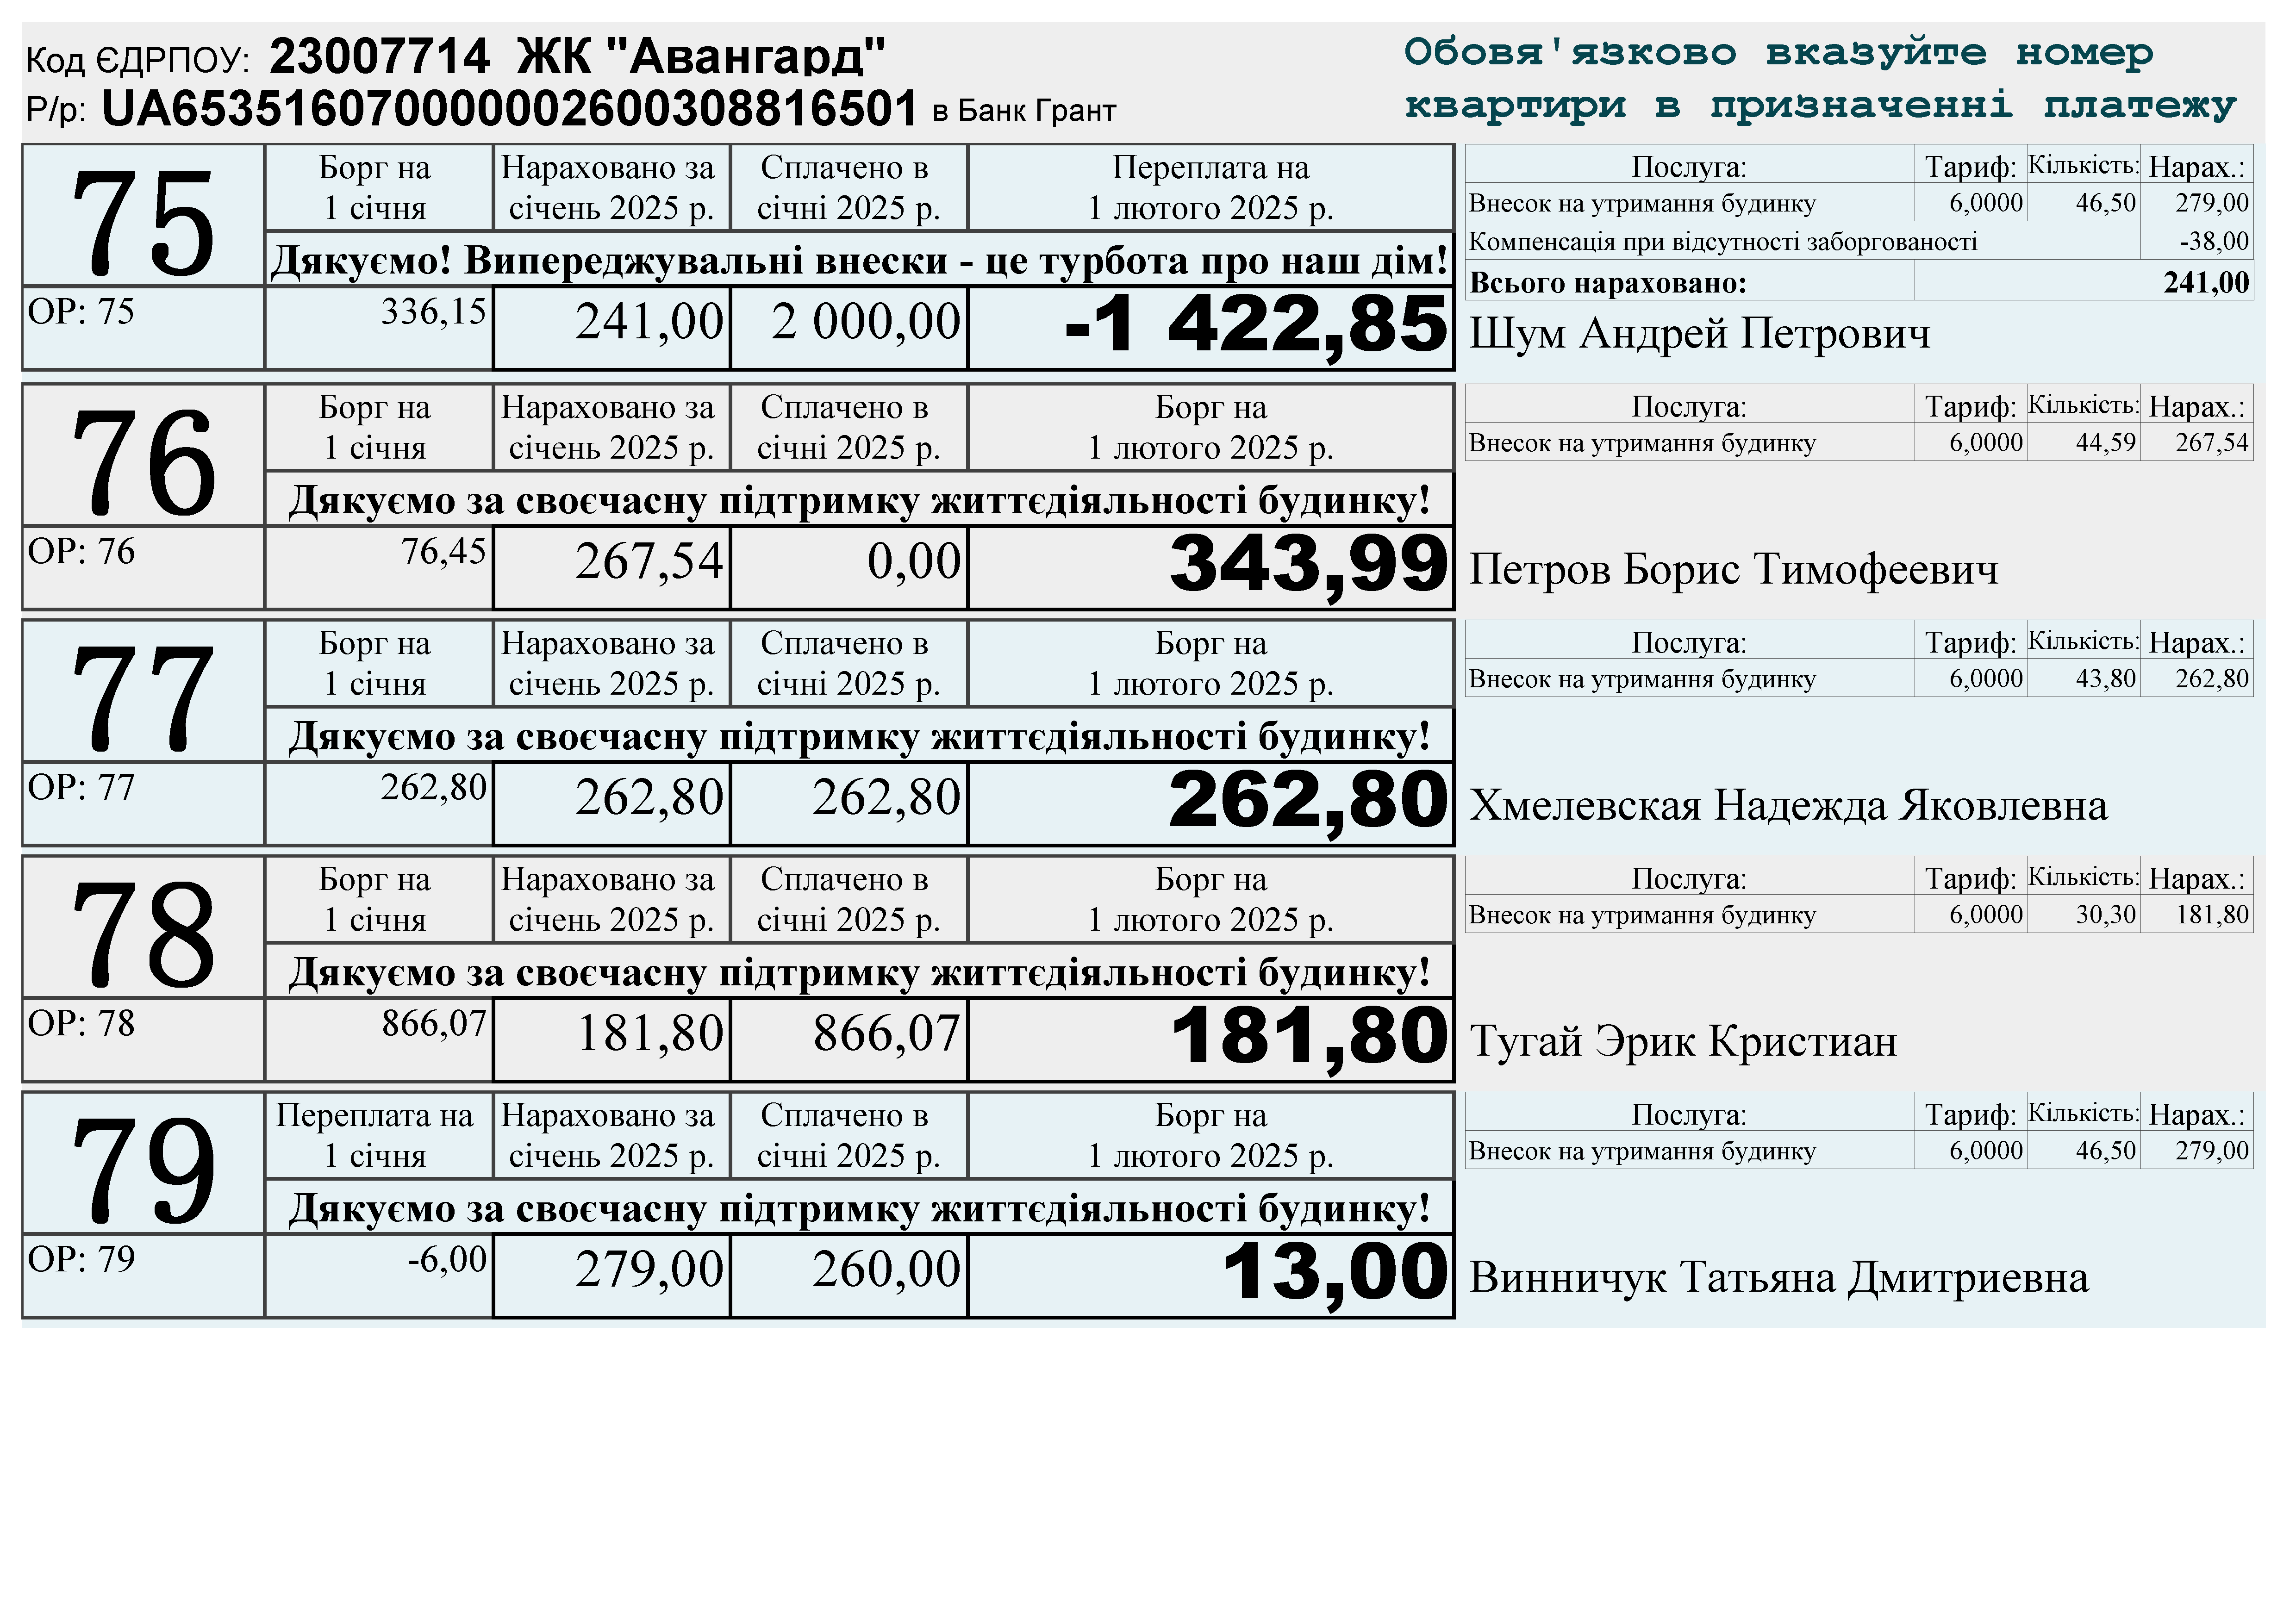 Код ЄДРПОУ: 23007714 ЖК "Авангард"
Р/р: UA653516070000002600308816501 в Банк Грант
Обовя'язково вказуйте номер
квартири в призначенні платежу
75
Борг на 1 січня
Нараховано за січень 2025 р.
Сплачено в січні 2025 р.
Переплата на 1 лютого 2025 р.
Дякуємо! Випереджувальні внески - це турбота про наш дім!
ОР: 75 336,15 241,00 2 000,00 -1 422,85
Послуга: Тариф: Кількість: Нарах.:
Внесок на утримання будинку 6,0000 46,50 279,00
Компенсація при відсутності заборгованості -38,00
Всього нараховано: 241,00
Шум Андрей Петрович
76
Борг на 1 січня
Нараховано за січень 2025 р.
Сплачено в січні 2025 р.
Борг на 1 лютого 2025 р.
Дякуємо за своєчасну підтримку життєдіяльності будинку!
ОР: 76 76,45 267,54 0,00 343,99
Послуга: Тариф: Кількість: Нарах.:
Внесок на утримання будинку 6,0000 44,59 267,54
Петров Борис Тимофеевич
77
Борг на 1 січня
Нараховано за січень 2025 р.
Сплачено в січні 2025 р.
Борг на 1 лютого 2025 р.
Дякуємо за своєчасну підтримку життєдіяльності будинку!
ОР: 77 262,80 262,80 262,80 262,80
Послуга: Тариф: Кількість: Нарах.:
Внесок на утримання будинку 6,0000 43,80 262,80
Хмелевская Надежда Яковлевна
78
Борг на 1 січня
Нараховано за січень 2025 р.
Сплачено в січні 2025 р.
Борг на 1 лютого 2025 р.
Дякуємо за своєчасну підтримку життєдіяльності будинку!
ОР: 78 866,07 181,80 866,07 181,80
Послуга: Тариф: Кількість: Нарах.:
Внесок на утримання будинку 6,0000 30,30 181,80
Тугай Эрик Кристиан
79
Переплата на 1 січня
Нараховано за січень 2025 р.
Сплачено в січні 2025 р.
Борг на 1 лютого 2025 р.
Дякуємо за своєчасну підтримку життєдіяльності будинку!
ОР: 79 -6,00 279,00 260,00 13,00
Послуга: Тариф: Кількість: Нарах.:
Внесок на утримання будинку 6,0000 46,50 279,00
Винничук Татьяна Дмитриевна